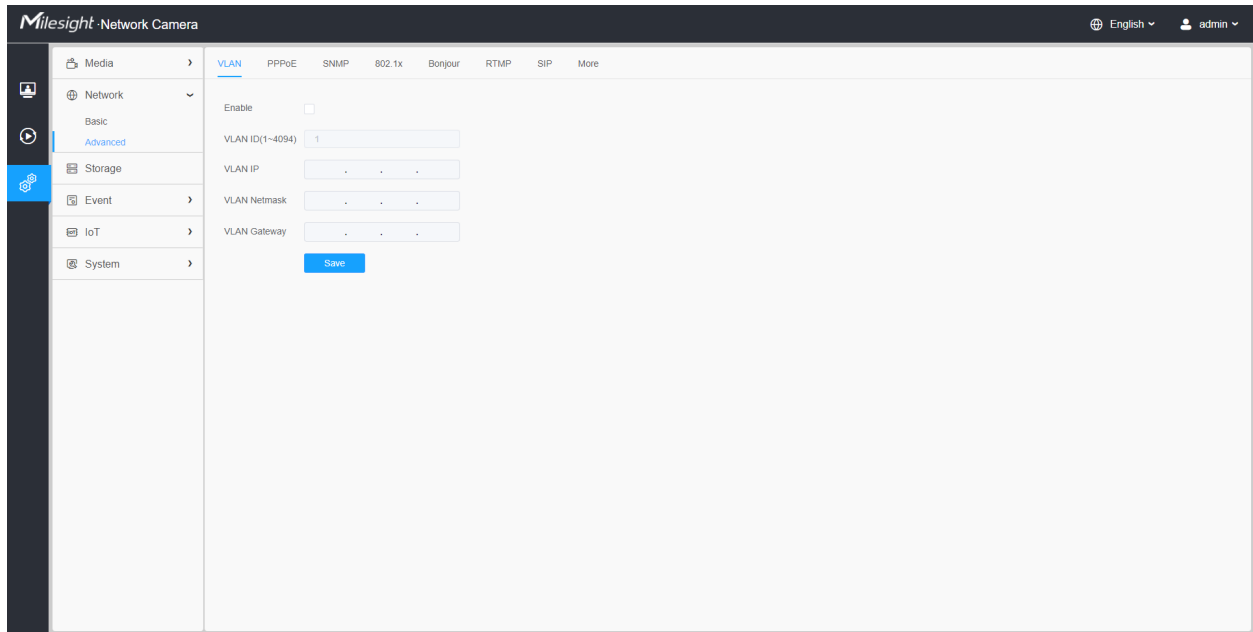 Milesight · Network Camera English admin
Media
Network
Basic
Advanced
Storage
Event
IoT
System
VLAN PPPoE SNMP 802.1x Bonjour RTMP SIP More
Enable
VLAN ID(1~4094) 1
VLAN IP . . .
VLAN Netmask . . .
VLAN Gateway . . .
Save